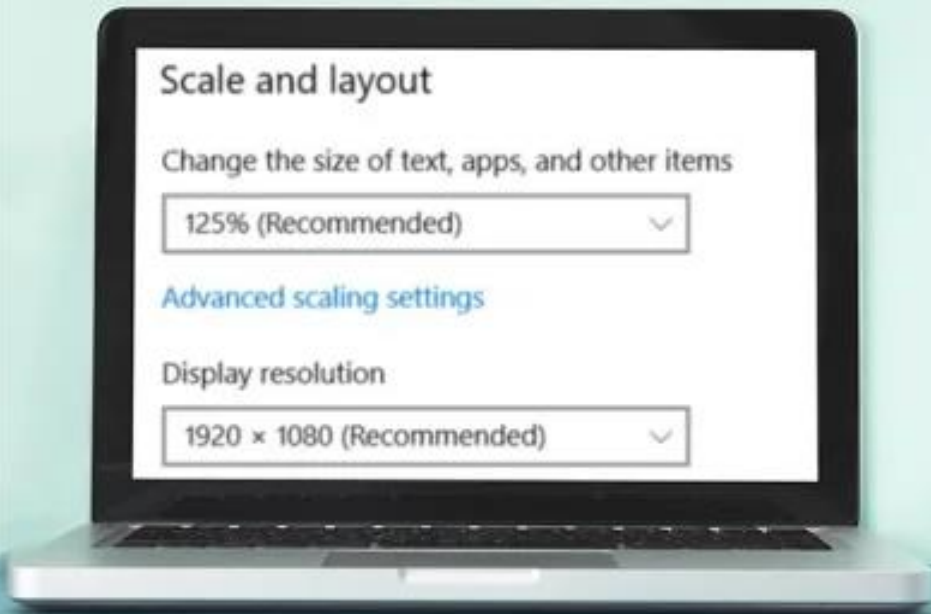 Scale and layout
Change the size of text, apps, and other items
125% (Recommended)
Advanced scaling settings
Display resolution
1920 × 1080 (Recommended)